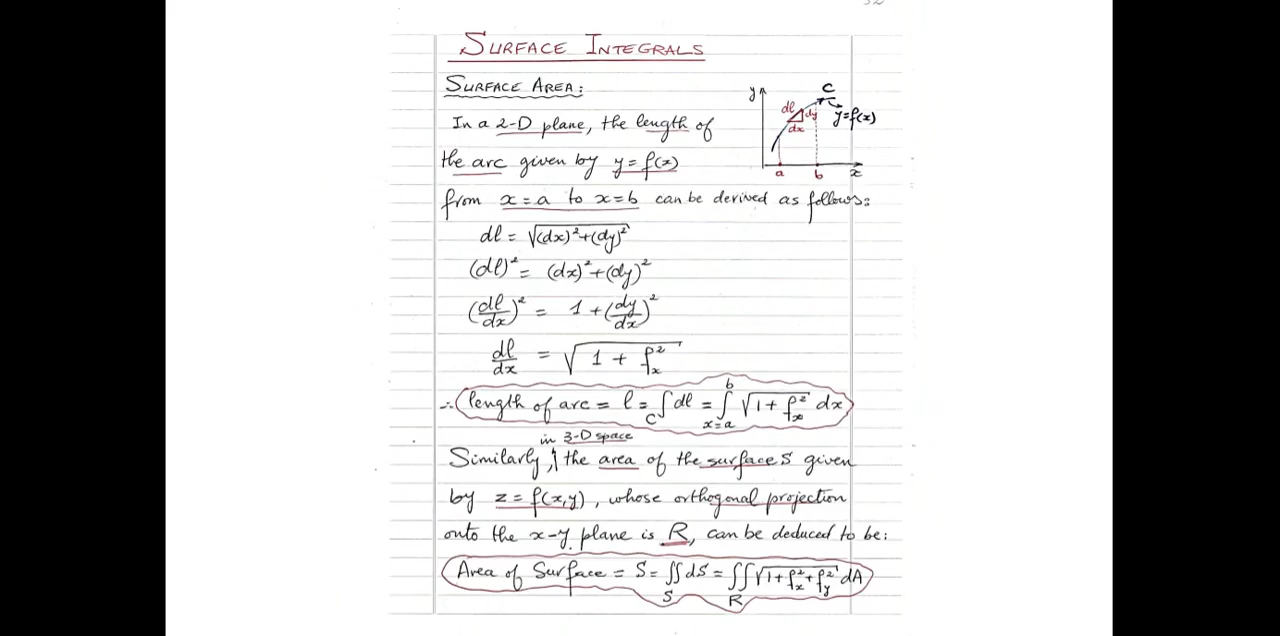 SURFACE INTEGRALS
SURFACE AREA:
In a 2-D plane, the length of
the arc given by y = f(x)
from x = a to x = b can be derived as follows:
y
C
dl
dy
dx
y = f(x)
a
b
x
dl = √(dx)² + (dy)²
(dl)² = (dx)² + (dy)²
(dl/dx)² = 1 + (dy/dx)²
dl/dx = √1 + fₓ²
∴ length of arc = l = ∫_C dl = ∫_{x=a}^{b} √1 + fₓ² dx
in 3-D space
Similarly, the area of the surface S given
by z = f(x,y), whose orthogonal projection
onto the x-y plane is R, can be deduced to be:
Area of Surface = S = ∬_S dS = ∬_R √1 + fₓ² + f_y² dA